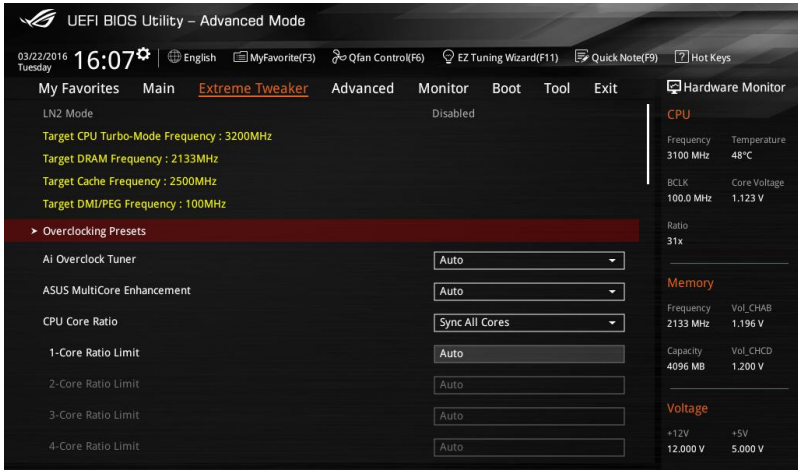 UEFI BIOS Utility – Advanced Mode
03/22/2016 Tuesday 16:07 English MyFavorite(F3) Qfan Control(F6) EZ Tuning Wizard(F11) Quick Note(F9) ? Hot Keys
My Favorites Main Extreme Tweaker Advanced Monitor Boot Tool Exit
LN2 Mode Disabled
Target CPU Turbo-Mode Frequency : 3200MHz
Target DRAM Frequency : 2133MHz
Target Cache Frequency : 2500MHz
Target DMI/PEG Frequency : 100MHz
Overclocking Presets
Ai Overclock Tuner Auto
ASUS MultiCore Enhancement Auto
CPU Core Ratio Sync All Cores
1-Core Ratio Limit Auto
2-Core Ratio Limit Auto
3-Core Ratio Limit Auto
4-Core Ratio Limit Auto
Hardware Monitor
CPU
Frequency Temperature
3100 MHz 48°C
BCLK Core Voltage
100.0 MHz 1.123 V
Ratio
31x
Memory
Frequency Vol_CHAB
2133 MHz 1.196 V
Capacity Vol_CHCD
4096 MB 1.200 V
Voltage
+12V +5V
12.000 V 5.000 V